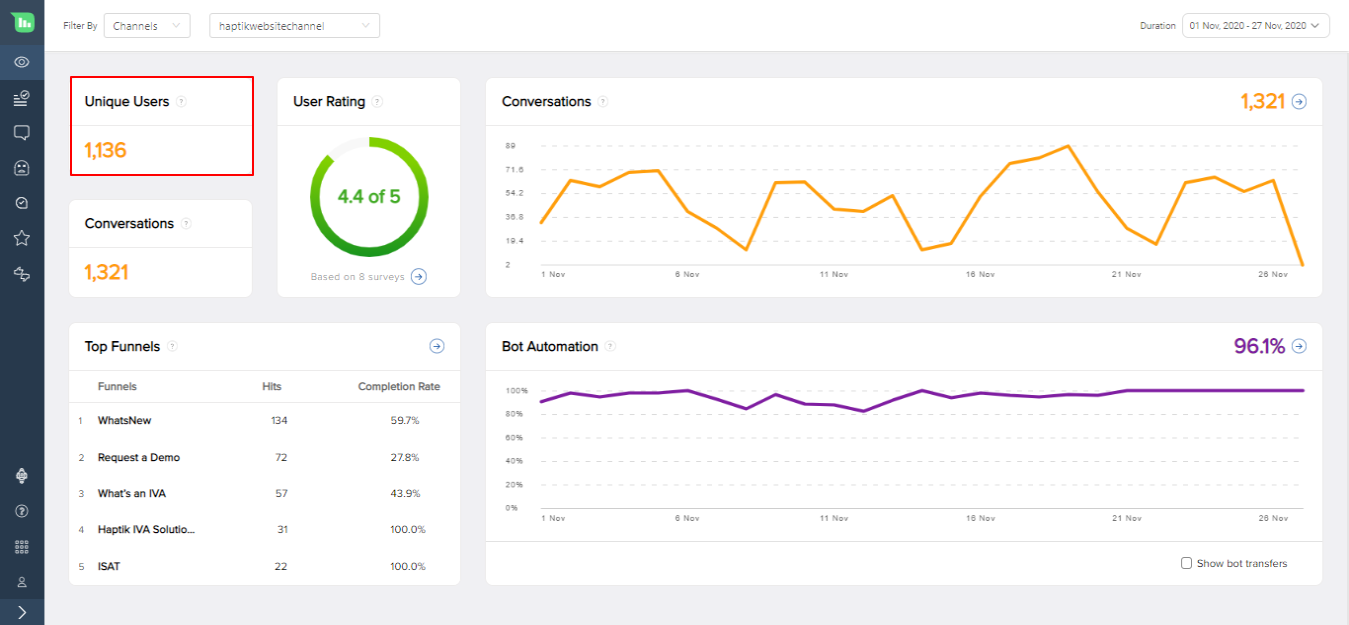 Filter By Channels haptikwebsitechannel Duration 01 Nov, 2020 - 27 Nov, 2020
Unique Users ?
1,136
Conversations ?
1,321
User Rating ?
4.4 of 5
Based on 8 surveys
Conversations ? 1,321
89
71.6
54.2
36.8
19.4
2
1 Nov 6 Nov 11 Nov 16 Nov 21 Nov 26 Nov
Top Funnels ?
Funnels Hits Completion Rate
1 WhatsNew 134 59.7%
2 Request a Demo 72 27.8%
3 What's an IVA 57 43.9%
4 Haptik IVA Solutio... 31 100.0%
5 ISAT 22 100.0%
Bot Automation ? 96.1%
100%
80%
60%
40%
20%
0%
1 Nov 6 Nov 11 Nov 16 Nov 21 Nov 26 Nov
Show bot transfers
?